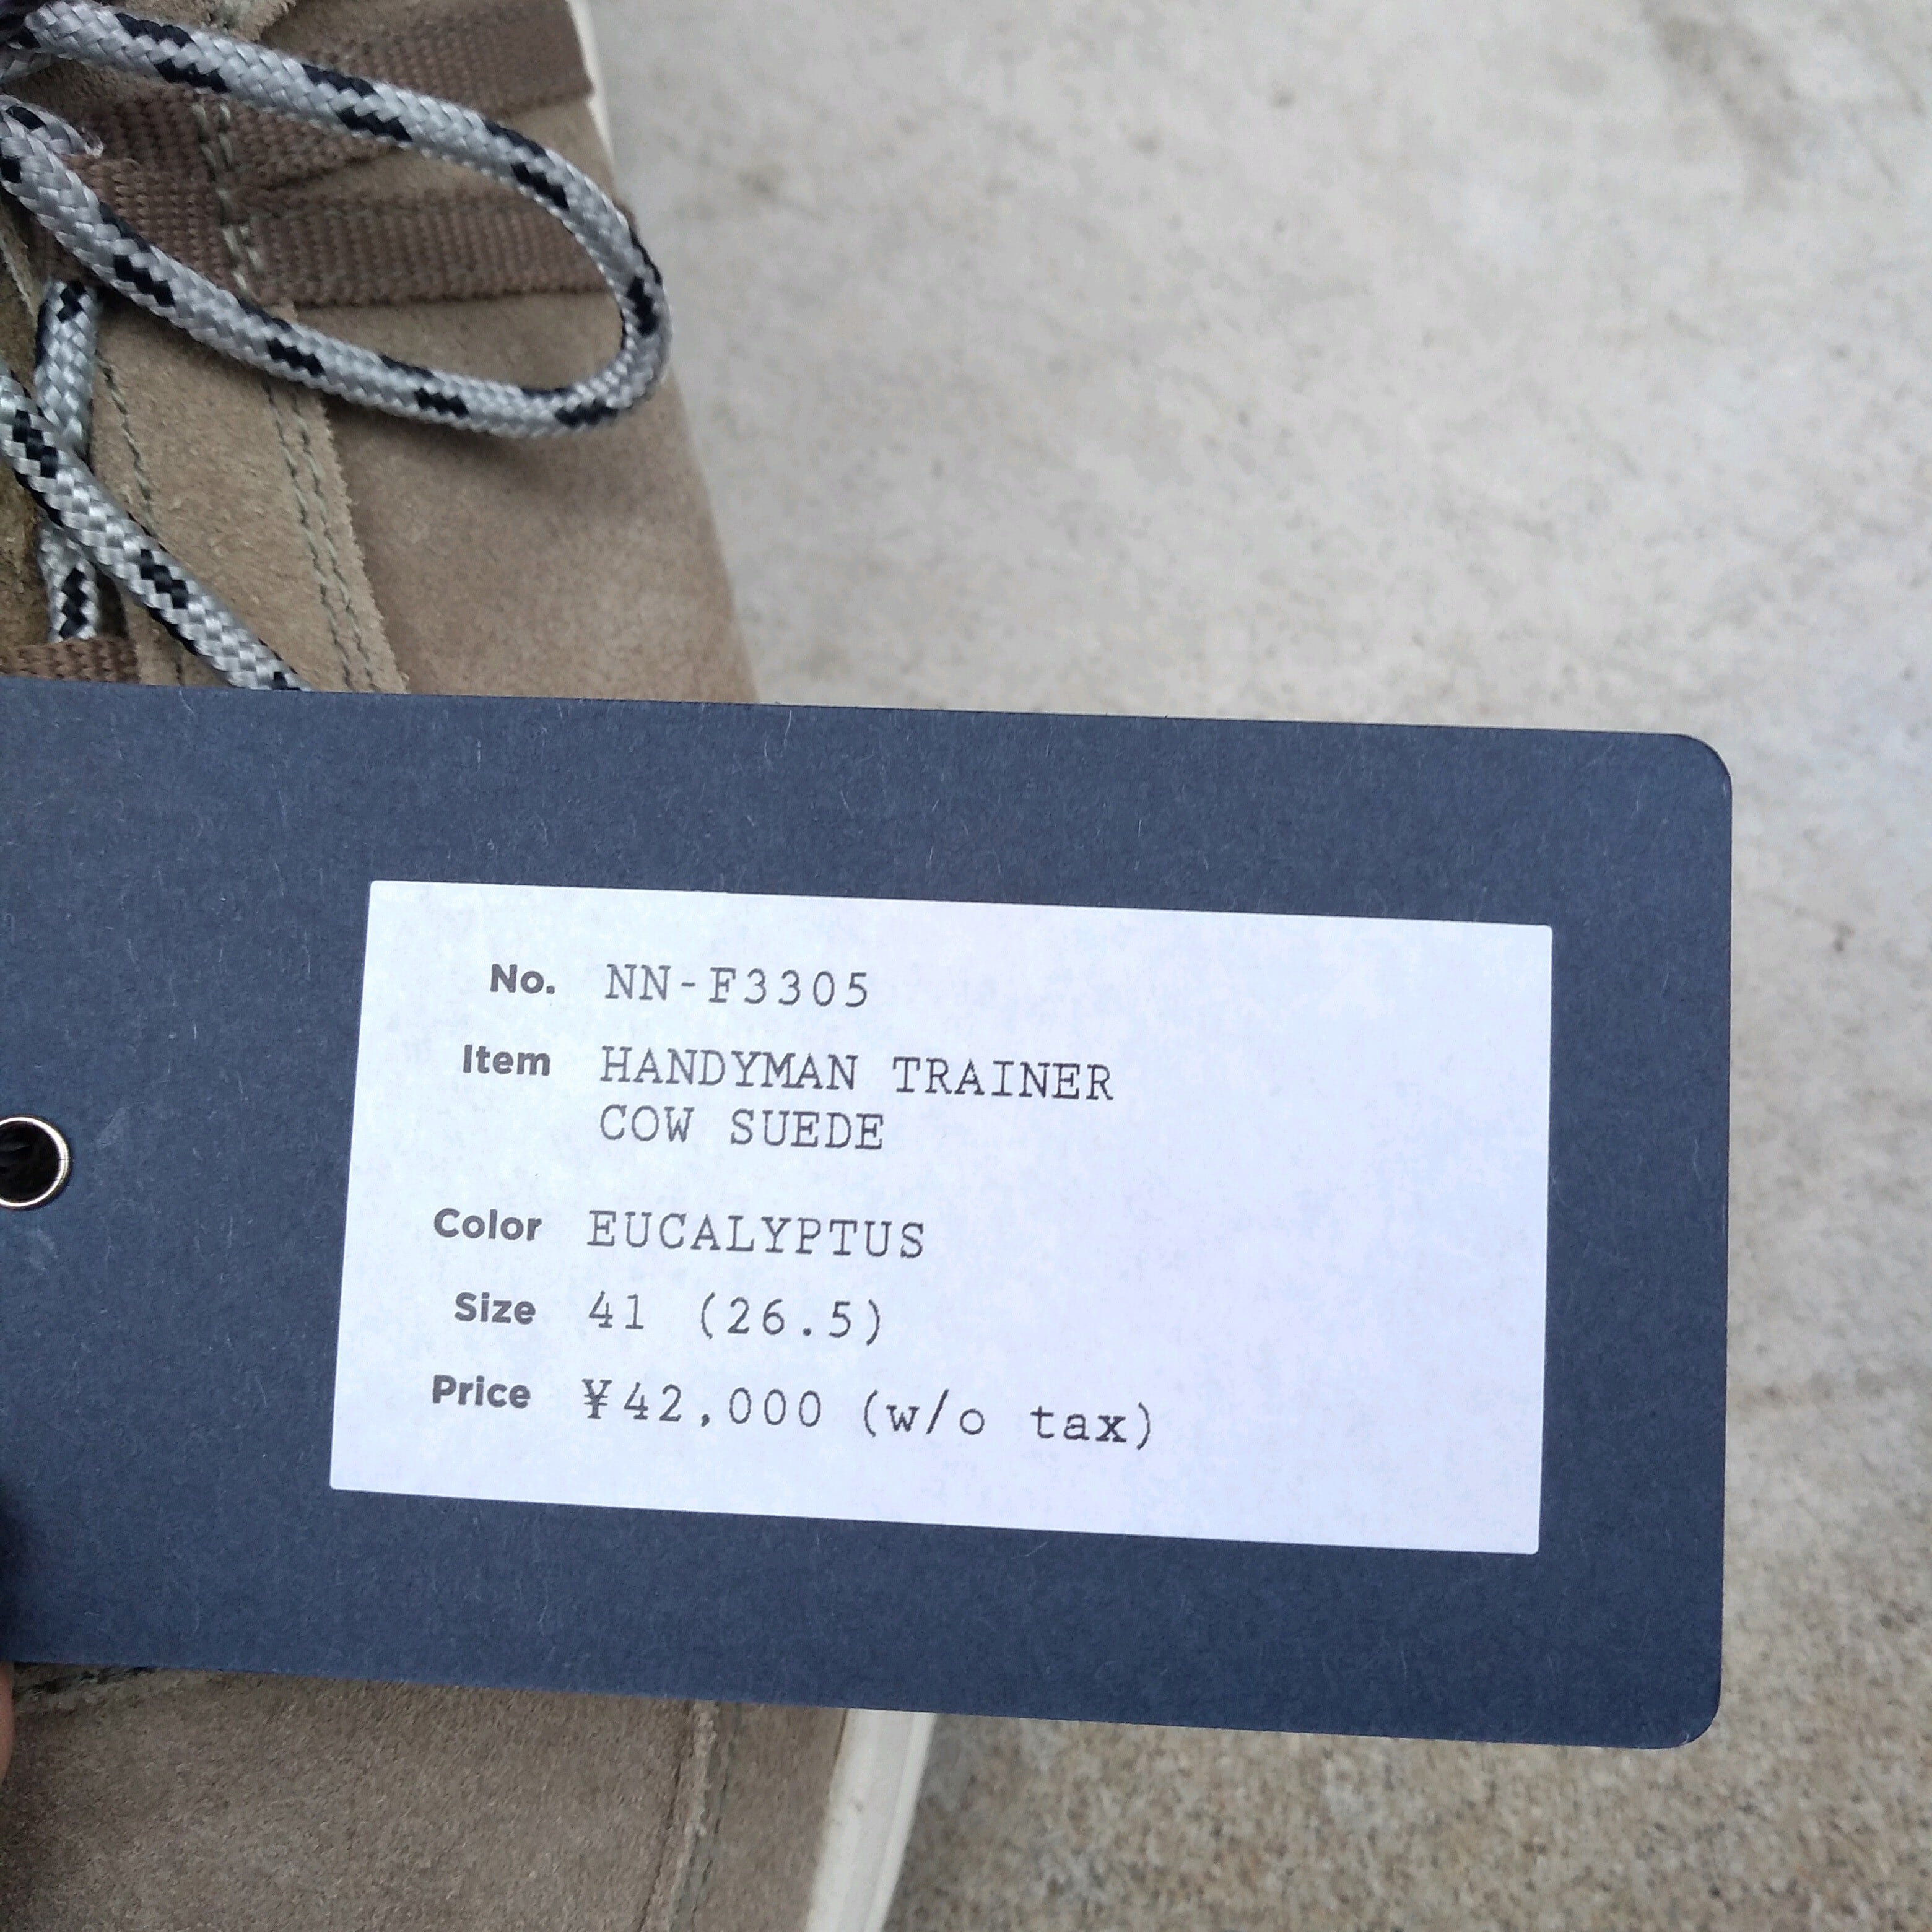 No. NN-F3305
Item HANDYMAN TRAINER
COW SUEDE
Color EUCALYPTUS
Size 41 (26.5)
Price ¥42,000 (w/o tax)